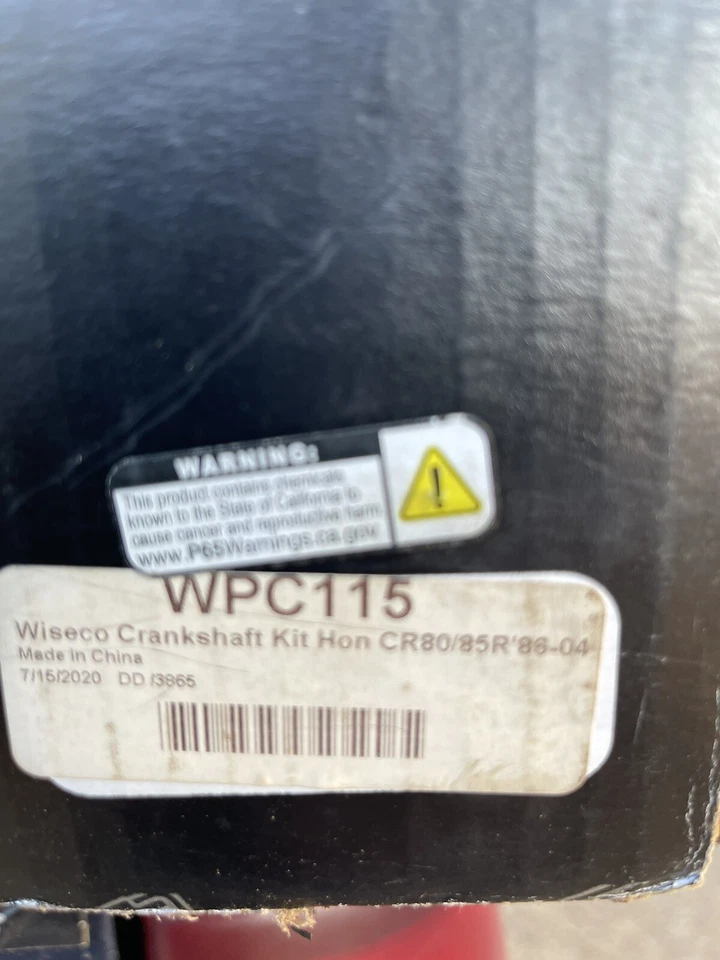 WARNING:
This product contains chemicals
known to the State of California to
cause cancer and reproductive harm
www.P65Warnings.ca.gov
WPC115
Wiseco Crankshaft Kit Hon CR80/85R'86-04
Made In China
7/15/2020 DD /3865